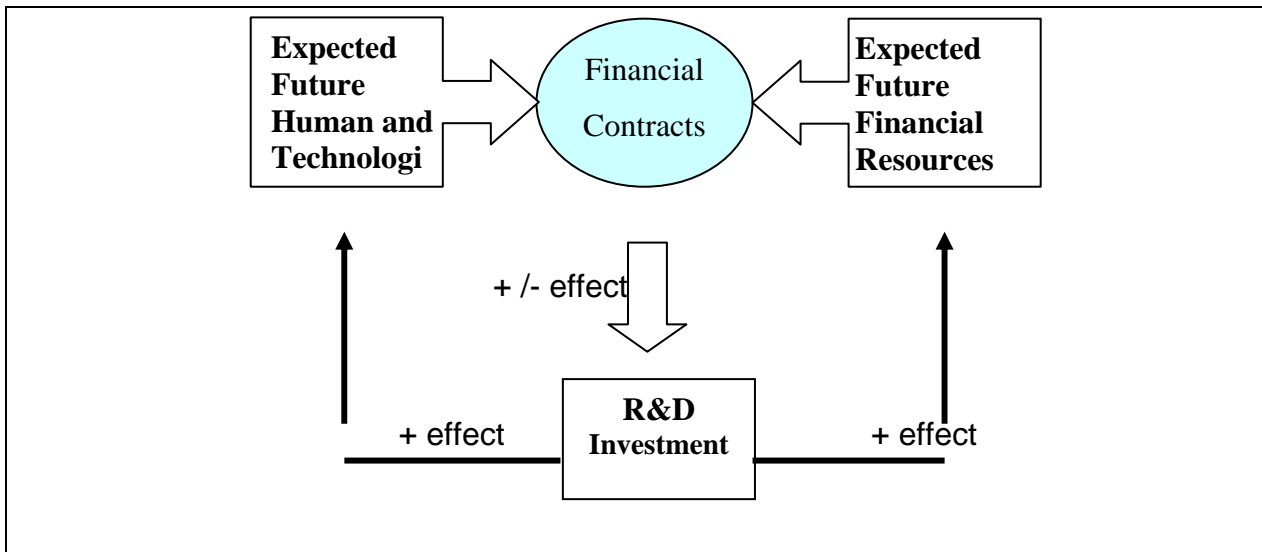 Expected
Future
Human and
Technologi
Financial
Contracts
Expected
Future
Financial
Resources
+ /- effect
R&D
Investment
+ effect
+ effect